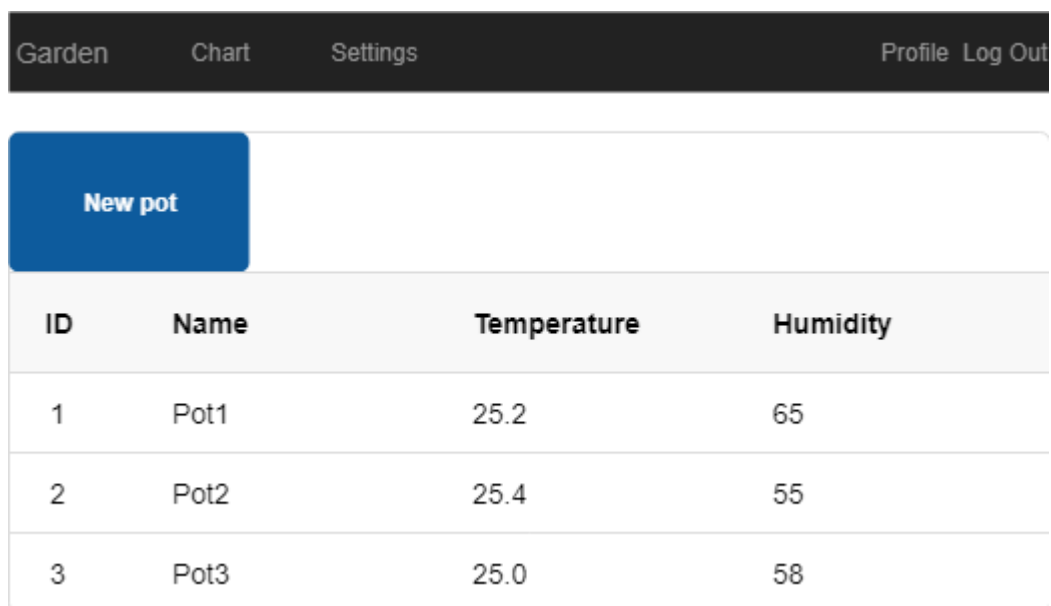 Garden Chart Settings Profile Log Out
New pot
ID Name Temperature Humidity
1 Pot1 25.2 65
2 Pot2 25.4 55
3 Pot3 25.0 58